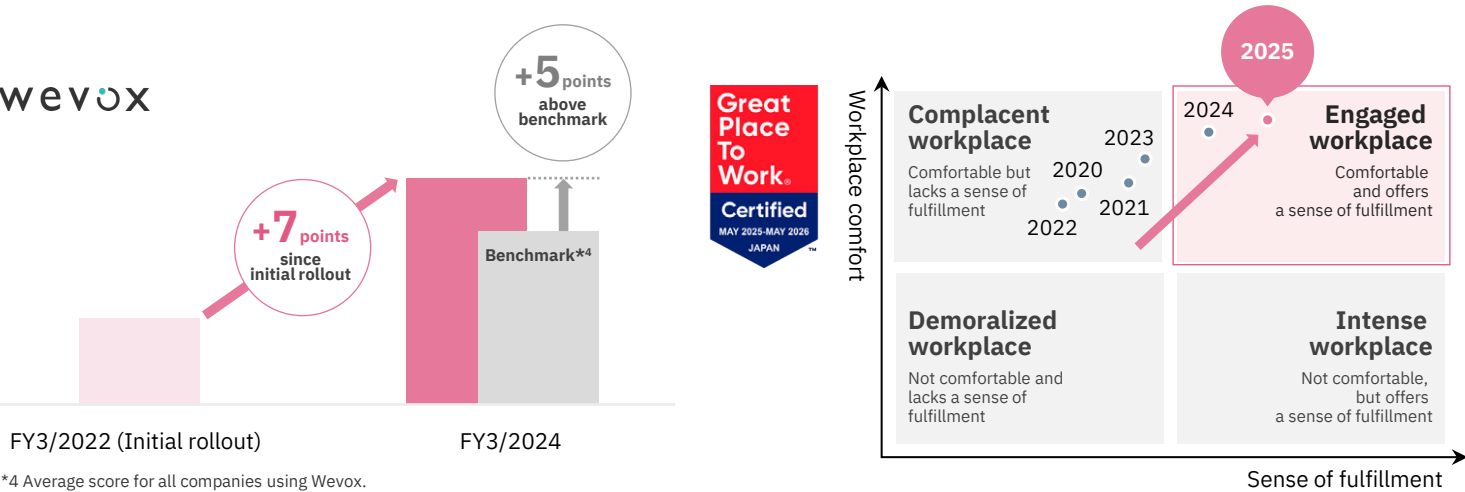 wevox
+5 points
above
benchmark
+7 points
since
initial rollout
Benchmark*4
FY3/2022 (Initial rollout)
FY3/2024
*4 Average score for all companies using Wevox.
Great
Place
To
Work®
Certified
MAY 2025-MAY 2026
JAPAN
™
Workplace comfort
Complacent
workplace
Comfortable but
lacks a sense of
fulfillment
2020
2021
2022
2023
2024
2025
Engaged
workplace
Comfortable
and offers
a sense of fulfillment
Demoralized
workplace
Not comfortable and
lacks a sense of
fulfillment
Intense
workplace
Not comfortable,
but offers
a sense of fulfillment
Sense of fulfillment